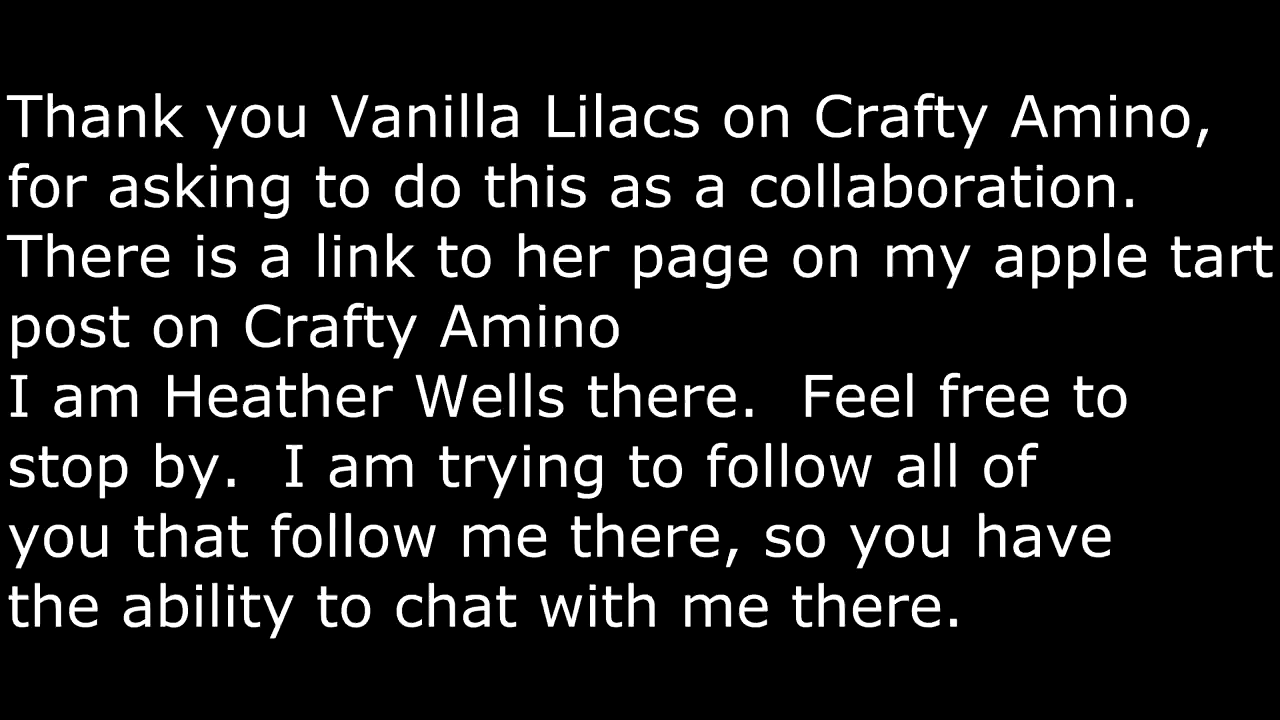 Thank you Vanilla Lilacs on Crafty Amino,
for asking to do this as a collaboration.
There is a link to her page on my apple tart
post on Crafty Amino
I am Heather Wells there.  Feel free to
stop by.  I am trying to follow all of
you that follow me there, so you have
the ability to chat with me there.